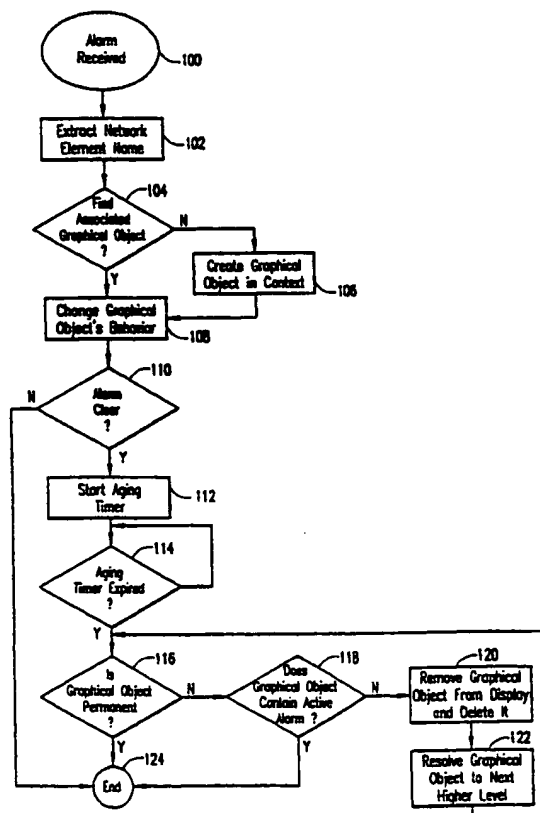 Alarm
Received
100
Extract Network
Element Name
102
104
Find
Associated
Graphical Object
?
N
Y
Create Graphical
Object in Context
106
Change Graphical
Object's Behavior
108
110
Alarm
Clear
?
N
Y
Start Aging
Timer
112
114
Aging
Timer Expired
?
Y
116
Is
Graphical Object
Permanent
?
N
Y
118
Does
Graphical Object
Contain Active
Alarm ?
N
Y
120
Remove Graphical
Object From Display
and Delete It
122
Resolve Graphical
Object to Next
Higher Level
124
End